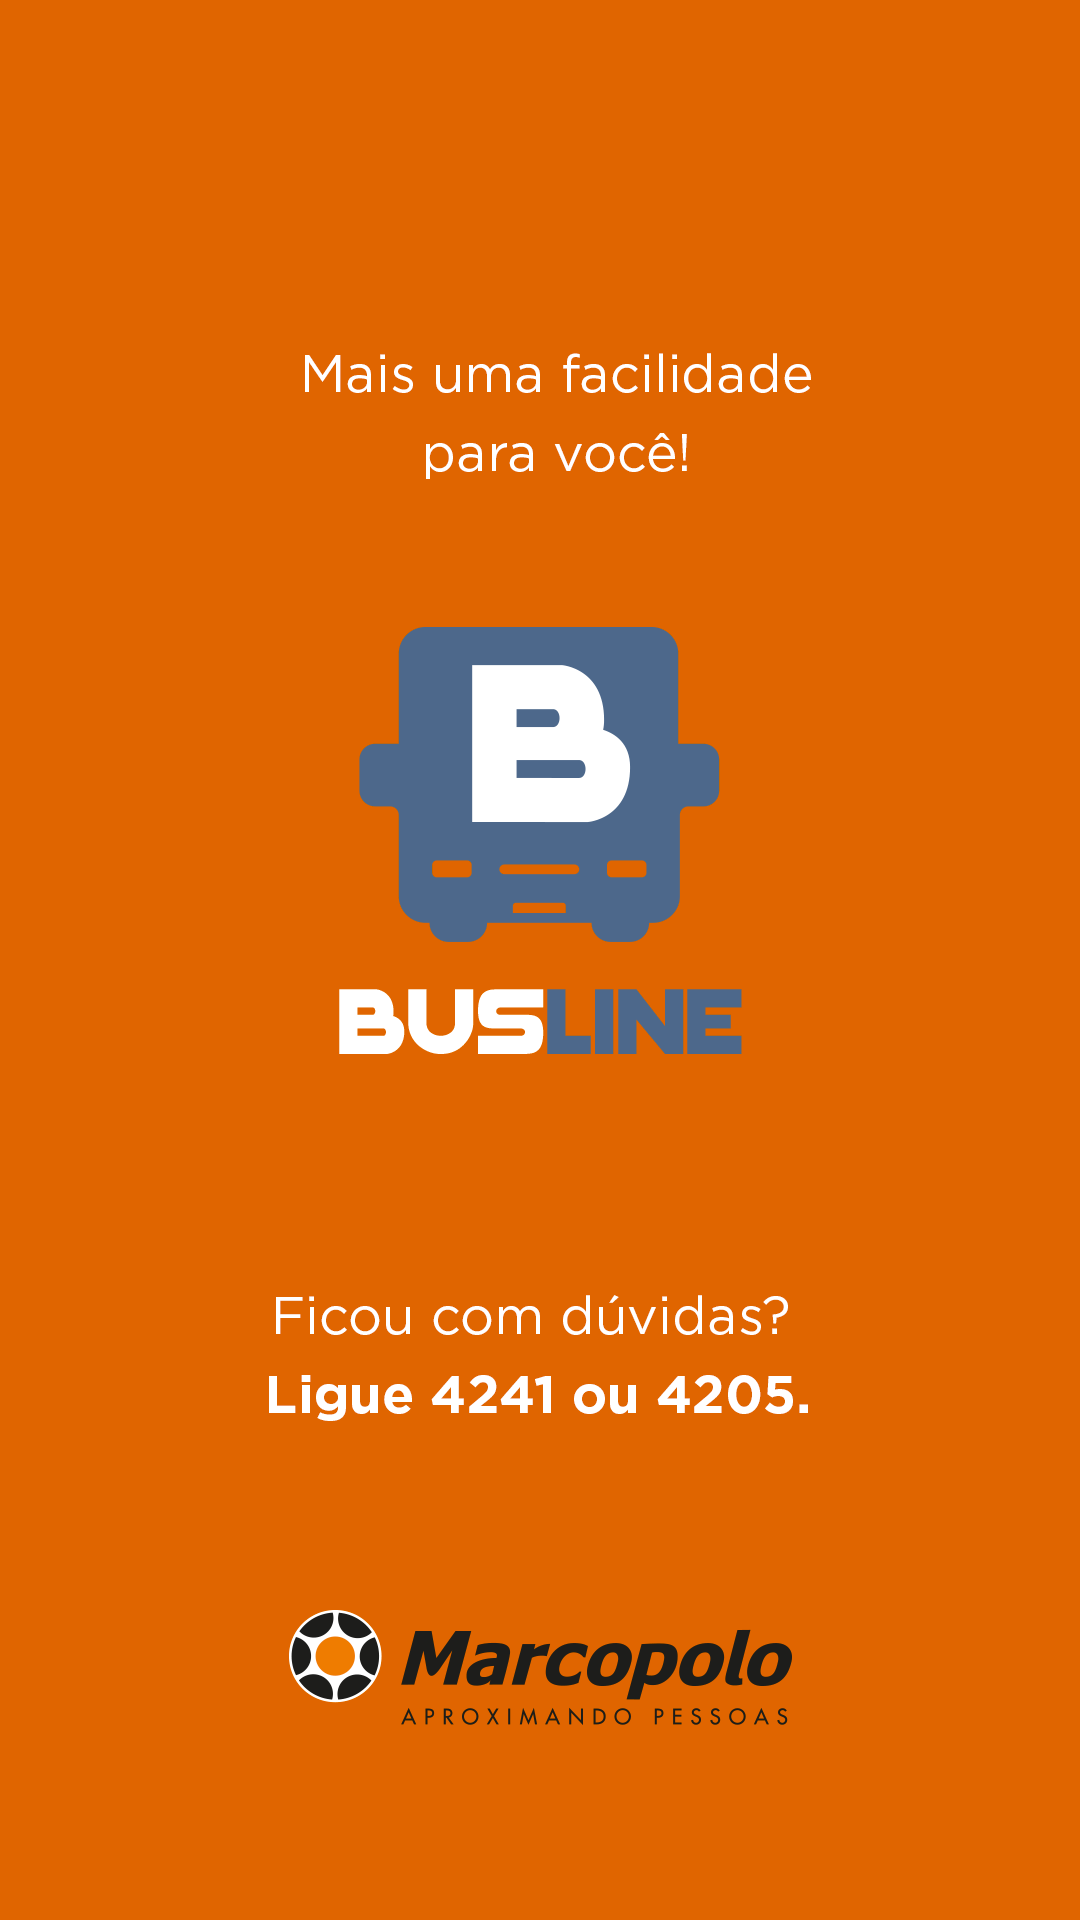 Mais uma facilidade
para você!
B
BUSLINE
Ficou com dúvidas?
Ligue 4241 ou 4205.
Marcopolo
APROXIMANDO PESSOAS